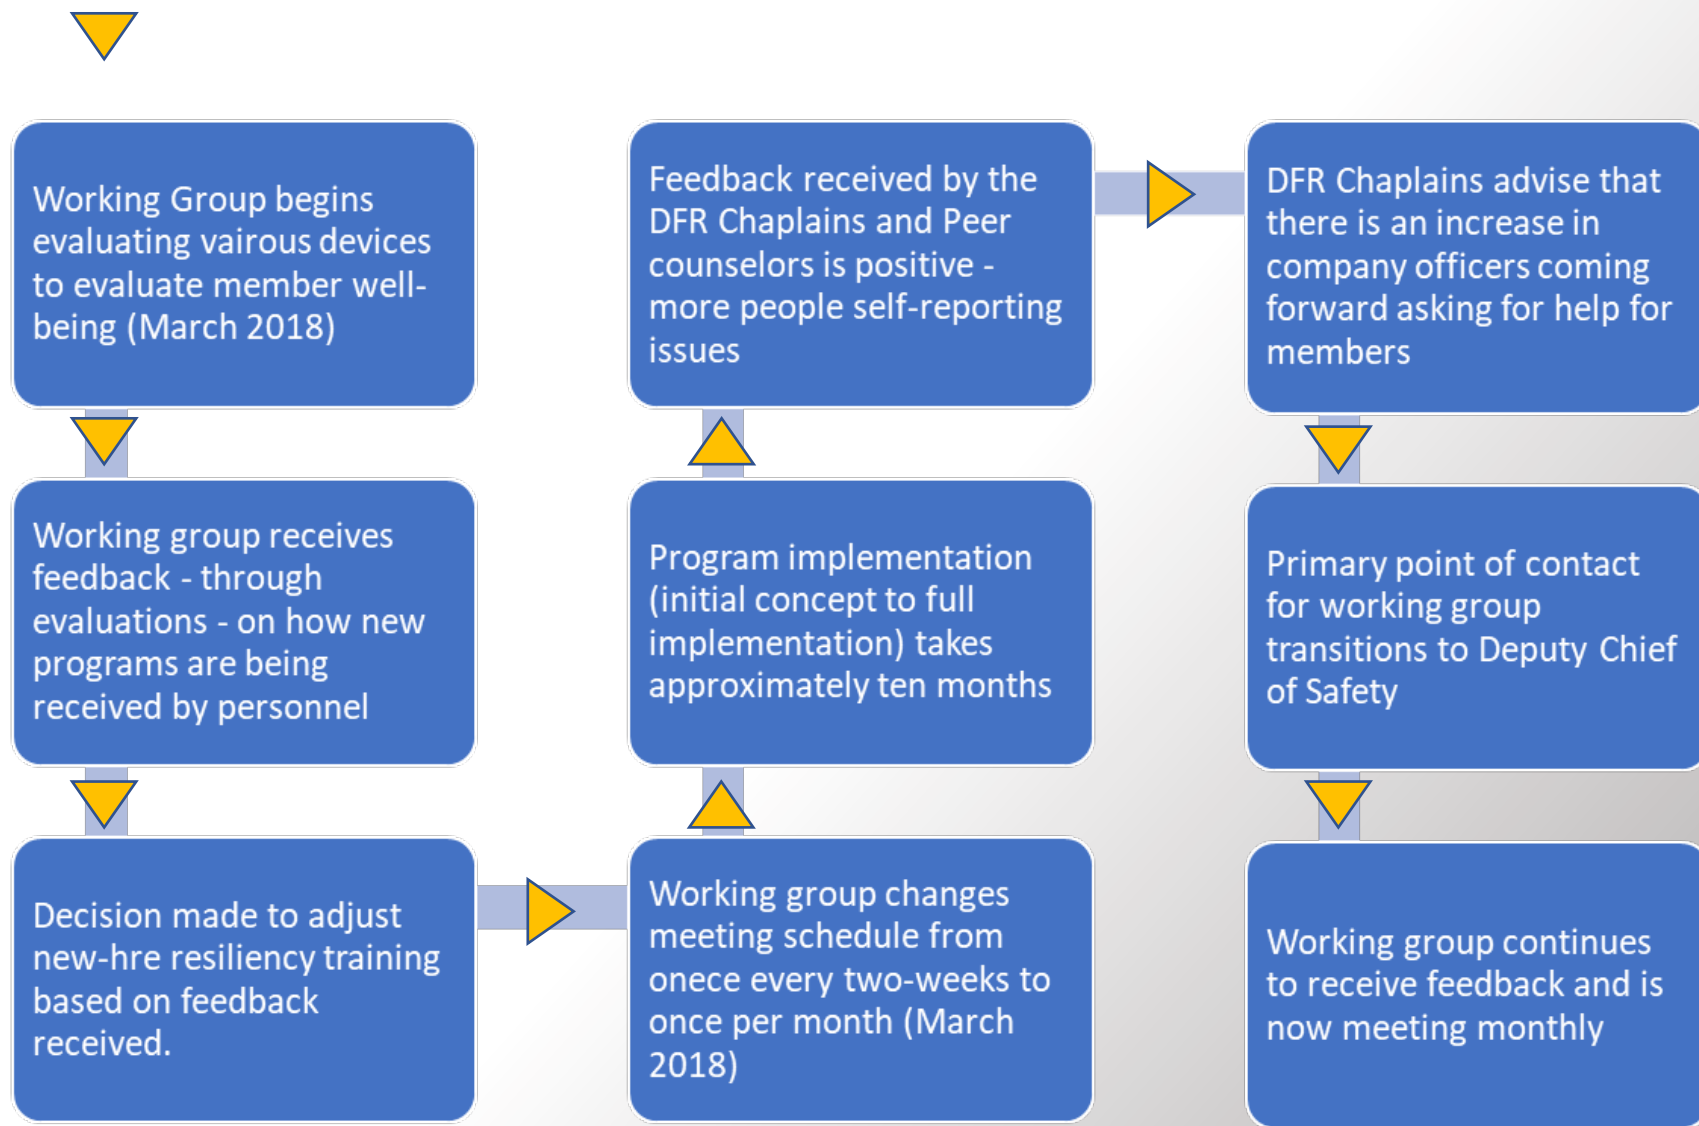 Working Group begins
evaluating vairous devices
to evaluate member well-
being (March 2018)
Working group receives
feedback - through
evaluations - on how new
programs are being
received by personnel
Decision made to adjust
new-hre resiliency training
based on feedback
received.
Working group changes
meeting schedule from
onece every two-weeks to
once per month (March
2018)
Program implementation
(initial concept to full
implementation) takes
approximately ten months
Feedback received by the
DFR Chaplains and Peer
counselors is positive -
more people self-reporting
issues
DFR Chaplains advise that
there is an increase in
company officers coming
forward asking for help for
members
Primary point of contact
for working group
transitions to Deputy Chief
of Safety
Working group continues
to receive feedback and is
now meeting monthly